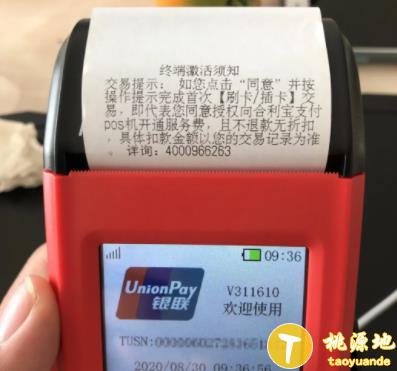 终端激活须知
交易提示： 如您点击“同意”并按
操作提示完成首次【刷卡/插卡】交
易，即代表您同意授权向合利宝支付
pos机开通服务费，且不退款无折扣
，具体扣款金额以您的交易记录为准
。详询：4000966263
09:36
UnionPay
银联
V311610
欢迎使用
2020/08/30 09:36:56
T
桃源地
taoyuande